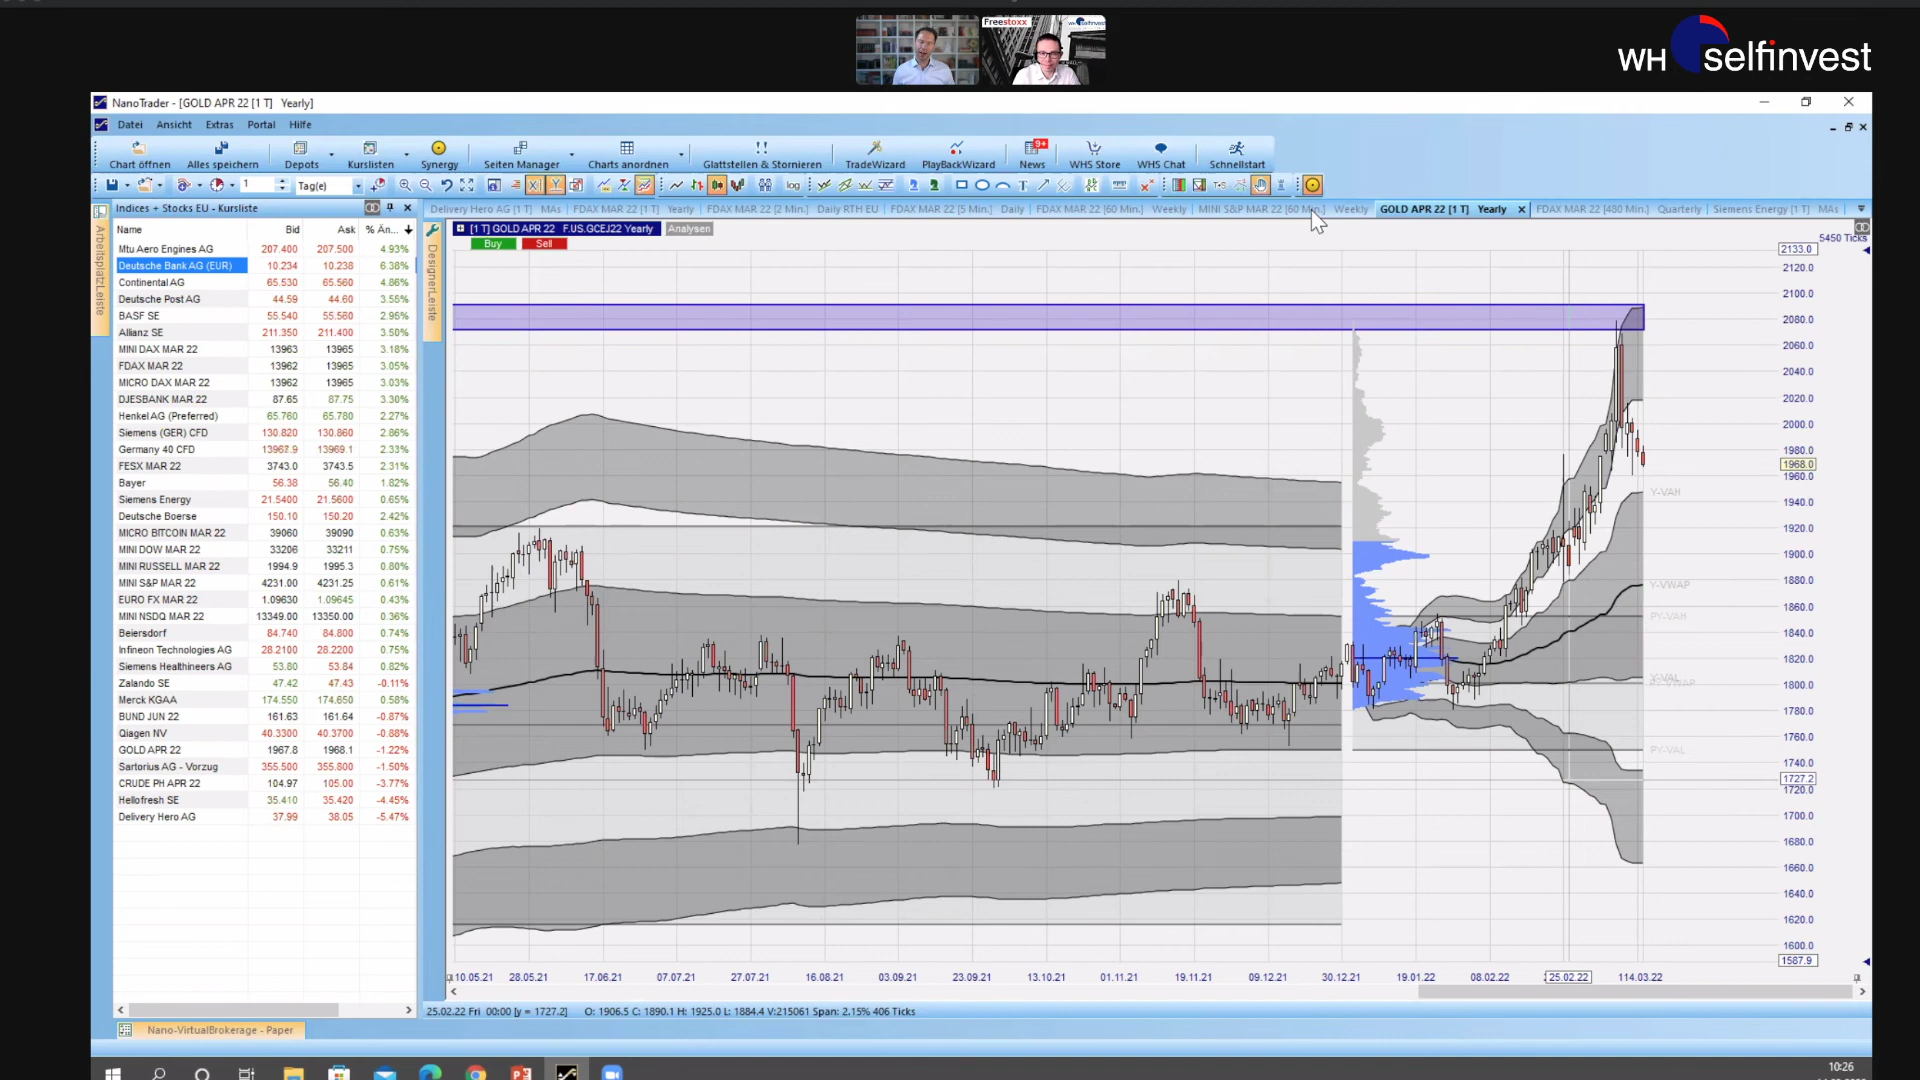 Freestoxx
WH selfinvest
WH selfinvest
NanoTrader - [GOLD APR 22 [1 T] Yearly]
Datei Ansicht Extras Portal Hilfe
Chart öffnen Alles speichern Depots Kurslisten Synergy Seiten Manager Charts anordnen Glattstellen & Stornieren TradeWizard PlayBackWizard News 9+ WHS Store WHS Chat Schnellstart
1 Tag(e) log
Indices + Stocks EU - Kursliste
Delivery Hero AG [1 T] MAs FDAX MAR 22 [1 T] Yearly FDAX MAR 22 [2 Min.] Daily RTH EU FDAX MAR 22 [5 Min.] Daily FDAX MAR 22 [60 Min.] Weekly MINI S&P MAR 22 [60 Min.] Weekly GOLD APR 22 [1 T] Yearly FDAX MAR 22 [480 Min.] Quarterly Siemens Energy [1 T] MAs
ArbeitsplatzLeiste
DesignerLeiste
Name Bid Ask % Än...
Mtu Aero Engines AG 207.400 207.500 4.93%
Deutsche Bank AG (EUR) 10.234 10.238 6.38%
Continental AG 65.530 65.560 4.86%
Deutsche Post AG 44.59 44.60 3.55%
BASF SE 55.540 55.560 2.96%
Allianz SE 211.350 211.400 3.50%
MINI DAX MAR 22 13963 13965 3.18%
FDAX MAR 22 13962 13965 3.05%
MICRO DAX MAR 22 13962 13965 3.03%
DJESBANK MAR 22 87.65 87.75 3.30%
Henkel AG (Preferred) 65.760 65.780 2.27%
Siemens (GER) CFD 130.820 130.860 2.86%
Germany 40 CFD 13967.9 13969.1 2.33%
FESX MAR 22 3743.0 3743.5 2.31%
Bayer 56.38 56.40 1.82%
Siemens Energy 21.5400 21.5600 0.65%
Deutsche Boerse 150.10 150.20 2.42%
MICRO BITCOIN MAR 22 39060 39090 0.63%
MINI DOW MAR 22 33206 33211 0.75%
MINI RUSSELL MAR 22 1994.9 1995.3 0.80%
MINI S&P MAR 22 4231.00 4231.25 0.61%
EURO FX MAR 22 1.09630 1.09645 0.43%
MINI NSDQ MAR 22 13349.00 13350.00 0.36%
Beiersdorf 84.740 84.800 0.74%
Infineon Technologies AG 28.2100 28.2200 0.75%
Siemens Healthineers AG 53.80 53.84 0.82%
Zalando SE 47.42 47.43 -0.11%
Merck KGAA 174.550 174.650 0.58%
BUND JUN 22 161.63 161.64 -0.87%
Qiagen NV 40.3300 40.3700 -0.88%
GOLD APR 22 1967.8 1968.1 -1.22%
Sartorius AG - Vorzug 355.500 355.800 -1.50%
CRUDE PH APR 22 104.97 105.00 -3.77%
Hellofresh SE 35.410 35.420 -4.45%
Delivery Hero AG 37.99 38.05 -5.47%
[1 T] GOLD APR 22 F.US.GCEJ22 Yearly Analysen
Buy Sell
5450 Ticks
2133.0
2120.0
2100.0
2080.0
2060.0
2040.0
2020.0
2000.0
1980.0
1968.0
1960.0
1940.0
1920.0
1900.0
1880.0
1860.0
1840.0
1820.0
1800.0
1780.0
1760.0
1740.0
1727.2
1720.0
1700.0
1680.0
1660.0
1640.0
1620.0
1600.0
1587.9
Y-VAH
Y-VWAP
PY-VAH
Y-VAL
PY-VWAP
PY-VAL
10.05.21 28.05.21 17.06.21 07.07.21 27.07.21 16.08.21 03.09.21 23.09.21 13.10.21 01.11.21 19.11.21 09.12.21 30.12.21 19.01.22 08.02.22 25.02.22 14.03.22
25.02.22 Fri 00:00 [y = 1727.2] O: 1906.5 C: 1890.1 H: 1925.0 L: 1884.4 V:215061 Span: 2.15% 406 Ticks
Nano-VirtualBrokerage - Paper
10:26